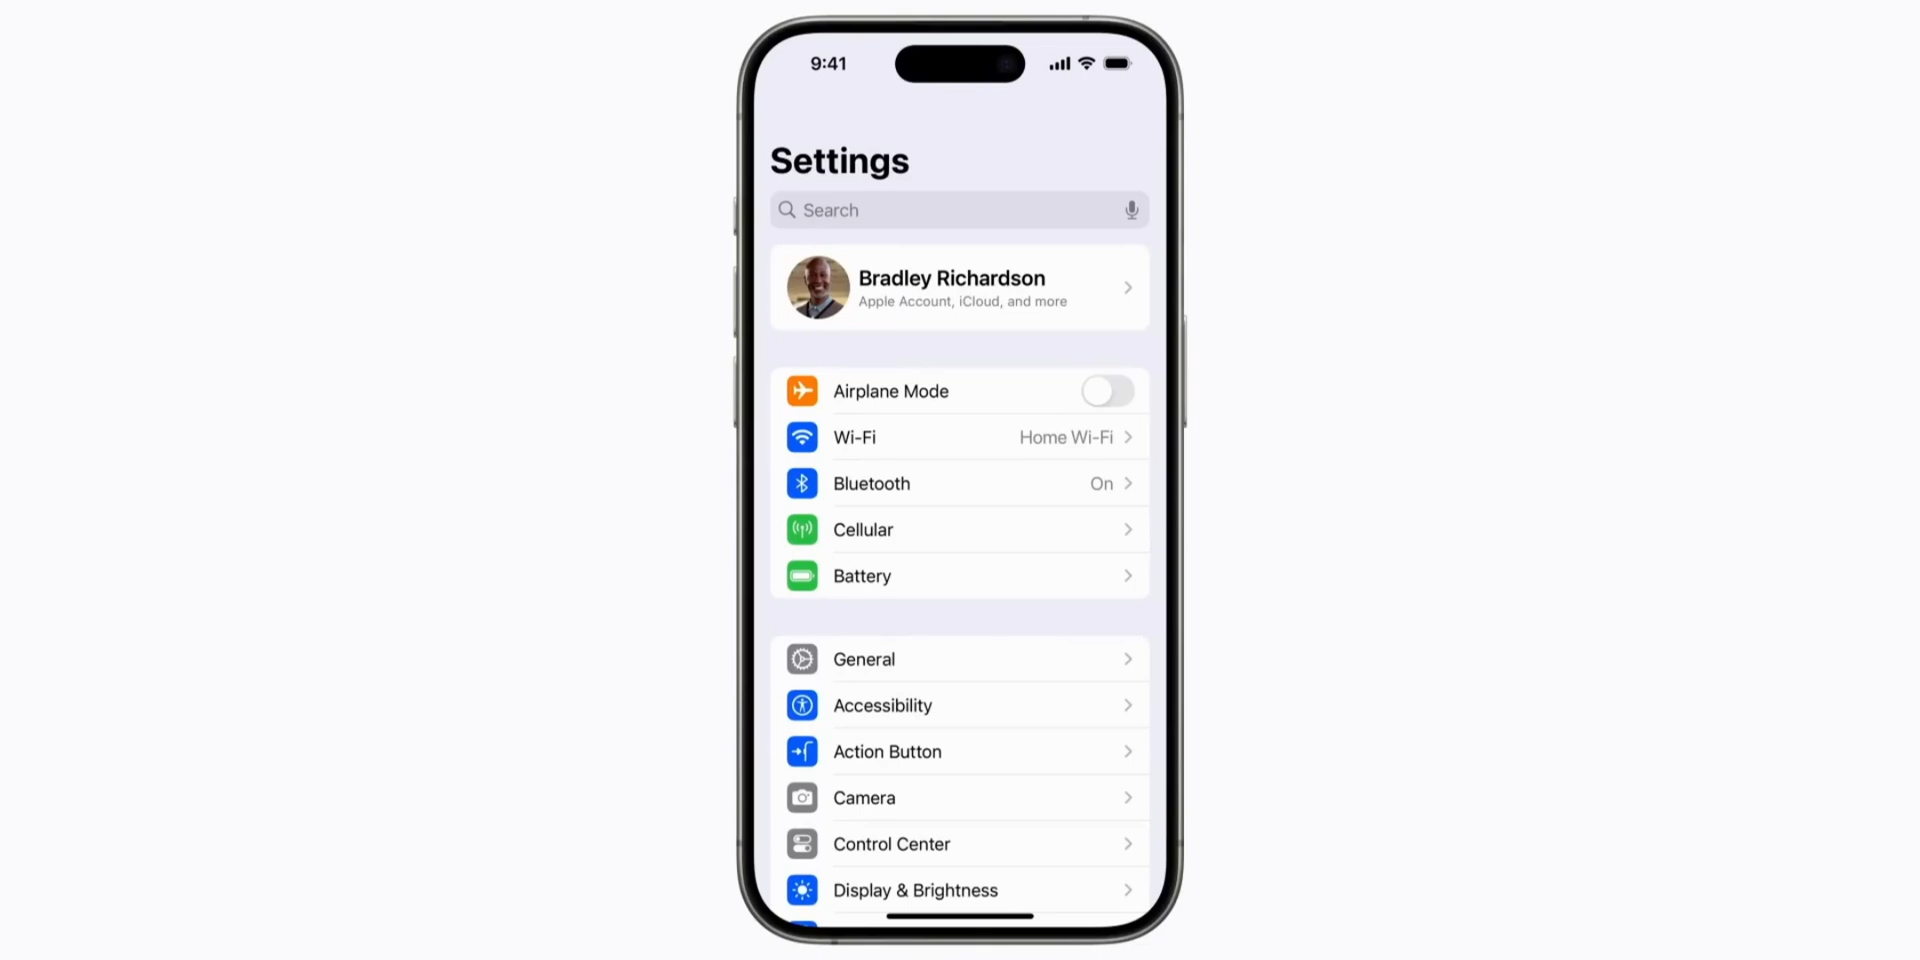 9:41
Settings
Search
Bradley Richardson
Apple Account, iCloud, and more
Airplane Mode
Wi-Fi Home Wi-Fi
Bluetooth On
Cellular
Battery
General
Accessibility
Action Button
Camera
Control Center
Display & Brightness